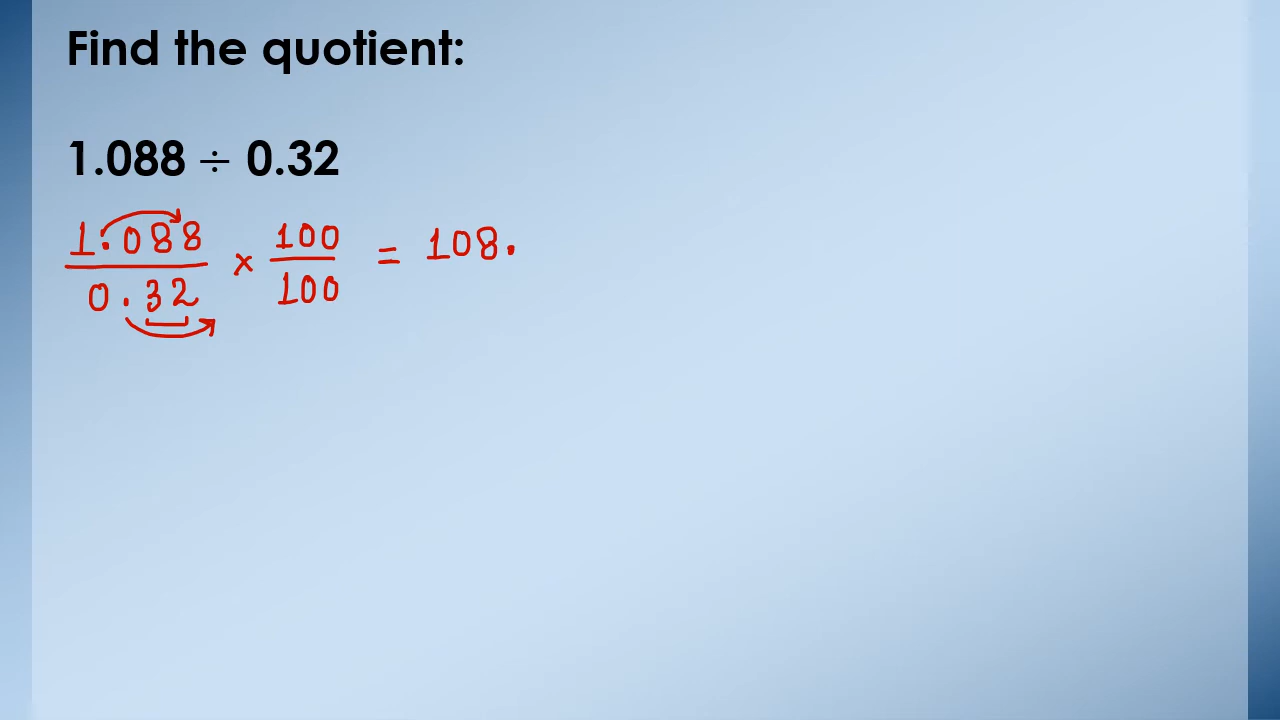 Find the quotient:
1.088 ÷ 0.32
1.088 / 0.32 × 100 / 100 = 108.